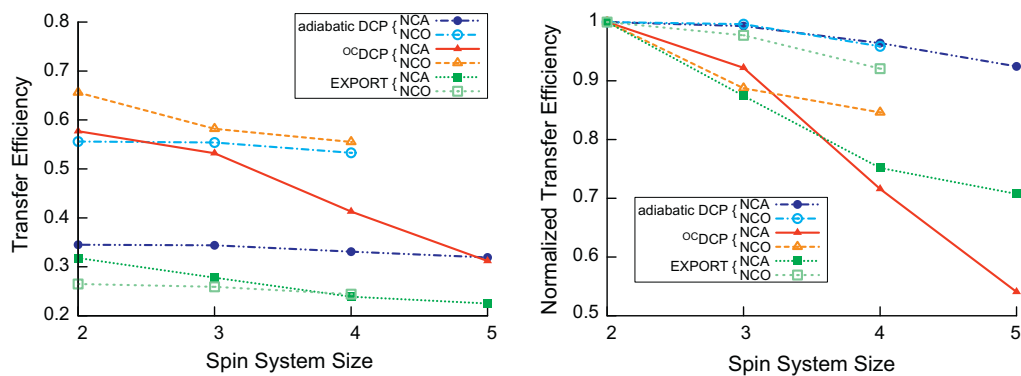 Transfer Efficiency
0.8
0.7
0.6
0.5
0.4
0.3
0.2
2
3
4
5
Spin System Size
adiabatic DCP { NCA
NCO
OCDCP { NCA
NCO
EXPORT { NCA
NCO
Normalized Transfer Efficiency
1
0.9
0.8
0.7
0.6
0.5
2
3
4
5
Spin System Size
adiabatic DCP { NCA
NCO
OCDCP { NCA
NCO
EXPORT { NCA
NCO